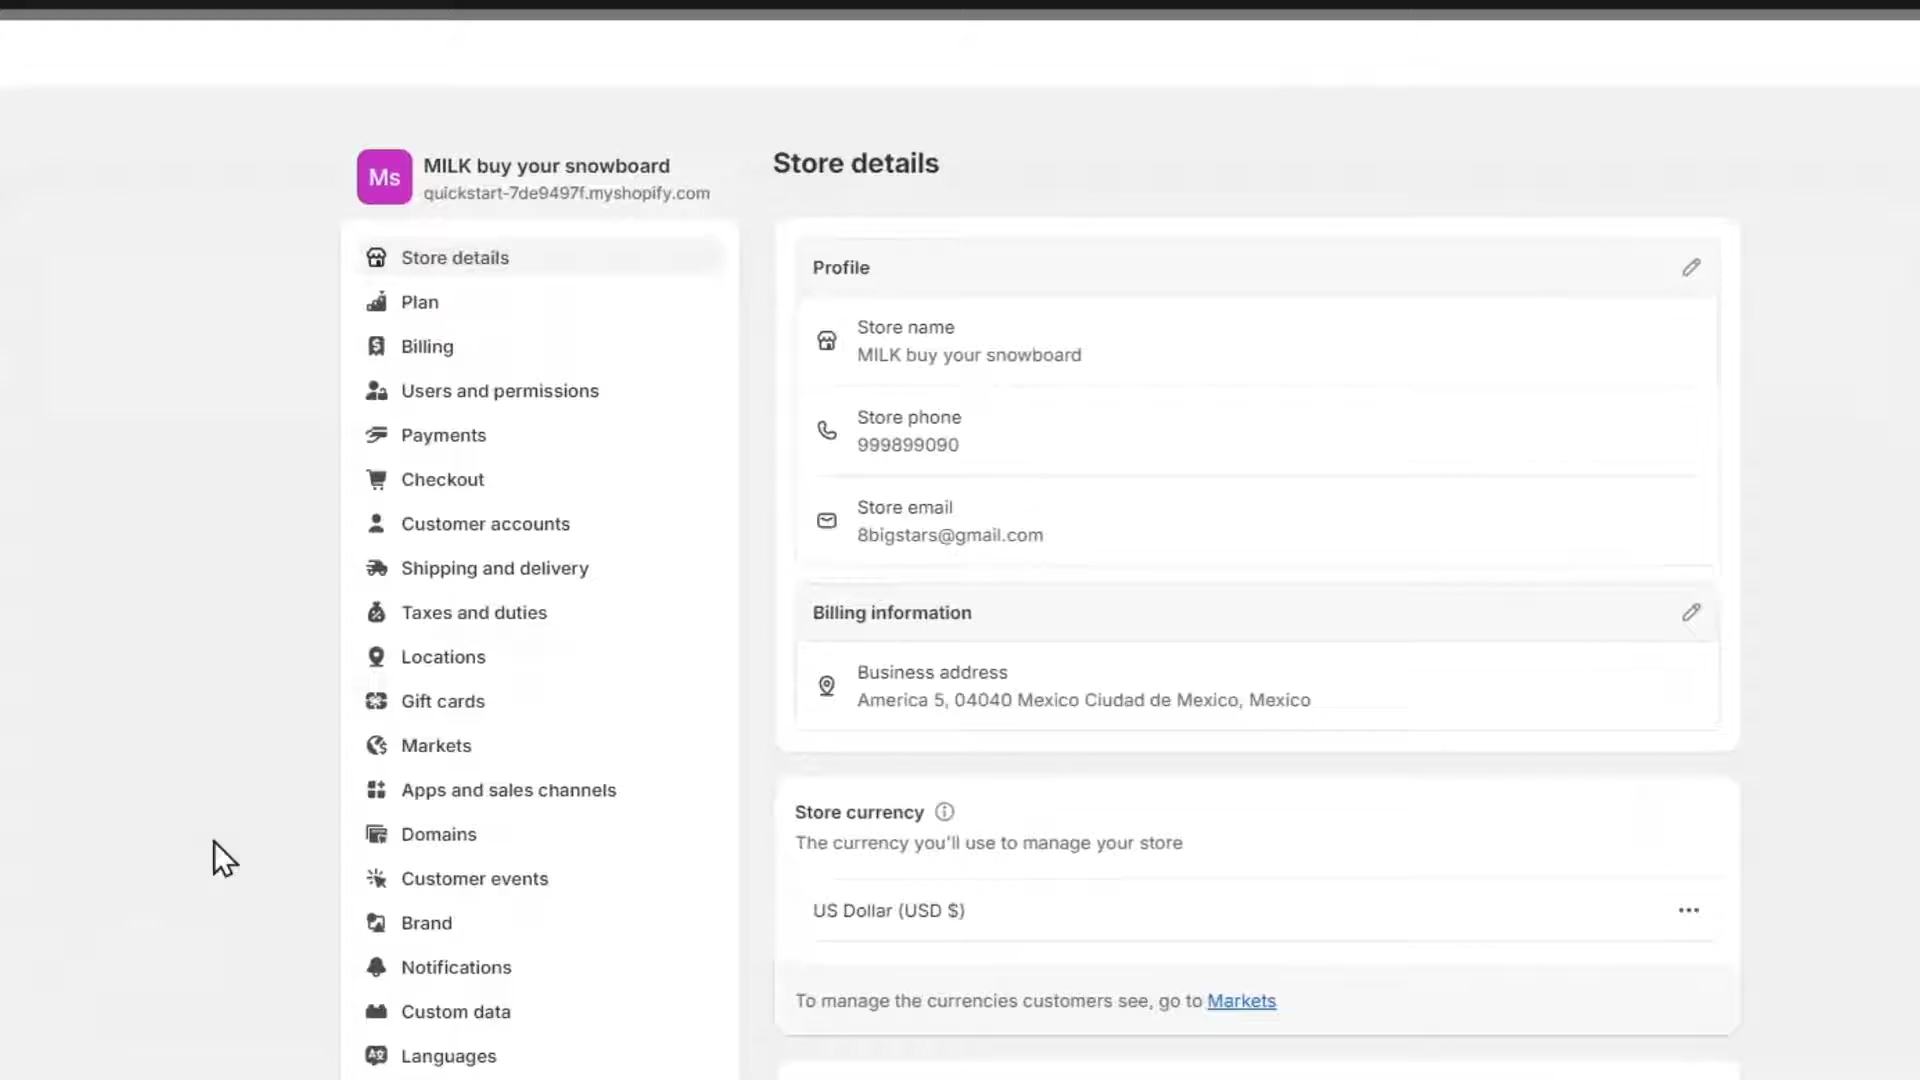 Ms
MILK buy your snowboard
quickstart-7de9497f.myshopify.com
Store details
Plan
Billing
Users and permissions
Payments
Checkout
Customer accounts
Shipping and delivery
Taxes and duties
Locations
Gift cards
Markets
Apps and sales channels
Domains
Customer events
Brand
Notifications
Custom data
Languages
Store details
Profile
Store name
MILK buy your snowboard
Store phone
999899090
Store email
8bigstars@gmail.com
Billing information
Business address
America 5, 04040 Mexico Ciudad de Mexico, Mexico
Store currency
The currency you'll use to manage your store
US Dollar (USD $)
To manage the currencies customers see, go to Markets